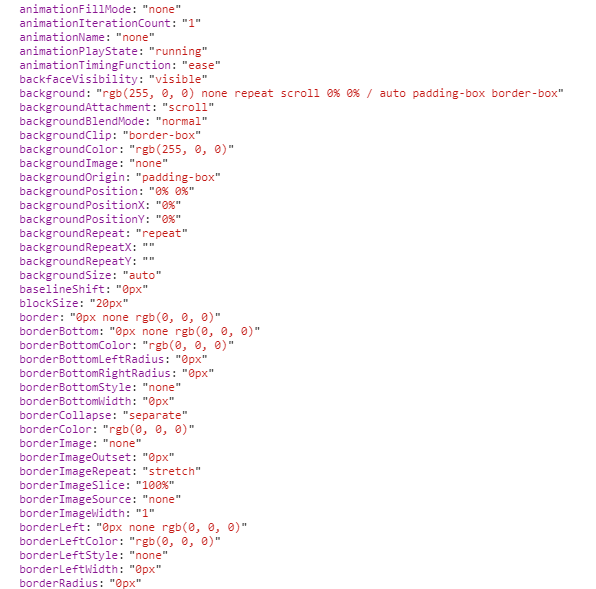 animationFillMode: "none"
animationIterationCount: "1"
animationName: "none"
animationPlayState: "running"
animationTimingFunction: "ease"
backfaceVisibility: "visible"
background: "rgb(255, 0, 0) none repeat scroll 0% 0% / auto padding-box border-box"
backgroundAttachment: "scroll"
backgroundBlendMode: "normal"
backgroundClip: "border-box"
backgroundColor: "rgb(255, 0, 0)"
backgroundImage: "none"
backgroundOrigin: "padding-box"
backgroundPosition: "0% 0%"
backgroundPositionX: "0%"
backgroundPositionY: "0%"
backgroundRepeat: "repeat"
backgroundRepeatX: ""
backgroundRepeatY: ""
backgroundSize: "auto"
baselineShift: "0px"
blockSize: "20px"
border: "0px none rgb(0, 0, 0)"
borderBottom: "0px none rgb(0, 0, 0)"
borderBottomColor: "rgb(0, 0, 0)"
borderBottomLeftRadius: "0px"
borderBottomRightRadius: "0px"
borderBottomStyle: "none"
borderBottomWidth: "0px"
borderCollapse: "separate"
borderColor: "rgb(0, 0, 0)"
borderImage: "none"
borderImageOutset: "0px"
borderImageRepeat: "stretch"
borderImageSlice: "100%"
borderImageSource: "none"
borderImageWidth: "1"
borderLeft: "0px none rgb(0, 0, 0)"
borderLeftColor: "rgb(0, 0, 0)"
borderLeftStyle: "none"
borderLeftWidth: "0px"
borderRadius: "0px"